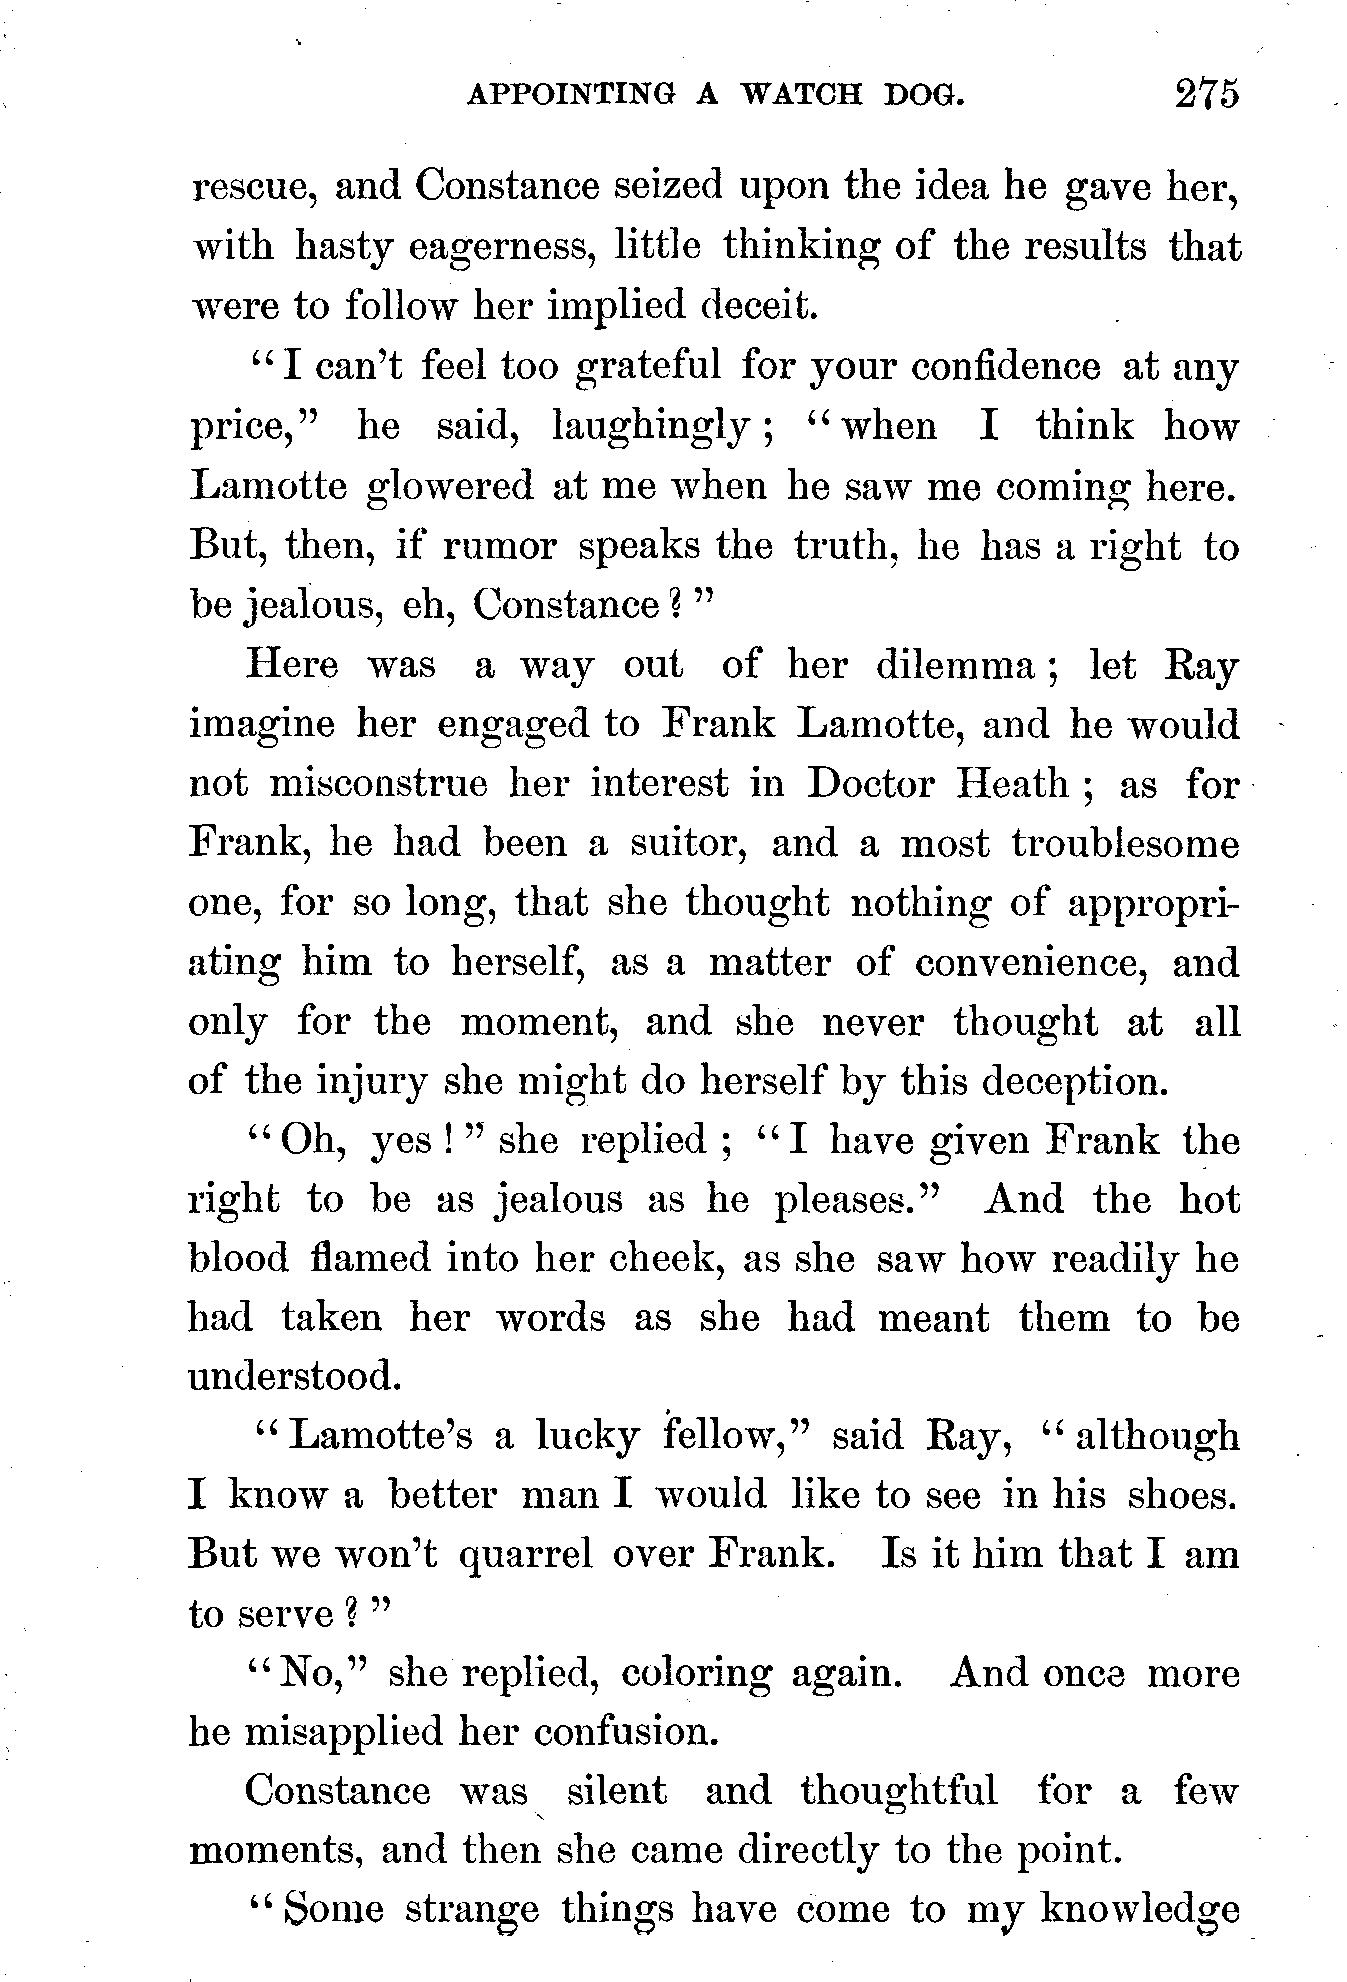 APPOINTING A WATCH DOG. 275
rescue, and Constance seized upon the idea he gave her,
with hasty eagerness, little thinking of the results that
were to follow her implied deceit.
“I can’t feel too grateful for your confidence at any
price,” he said, laughingly; “when I think how
Lamotte glowered at me when he saw me coming here.
But, then, if rumor speaks the truth, he has a right to
be jealous, eh, Constance?”
Here was a way out of her dilemma; let Ray
imagine her engaged to Frank Lamotte, and he would
not misconstrue her interest in Doctor Heath; as for
Frank, he had been a suitor, and a most troublesome
one, for so long, that she thought nothing of appropri-
ating him to herself, as a matter of convenience, and
only for the moment, and she never thought at all
of the injury she might do herself by this deception.
“Oh, yes!” she replied; “I have given Frank the
right to be as jealous as he pleases.” And the hot
blood flamed into her cheek, as she saw how readily he
had taken her words as she had meant them to be
understood.
“Lamotte’s a lucky fellow,” said Ray, “although
I know a better man I would like to see in his shoes.
But we won’t quarrel over Frank. Is it him that I am
to serve?”
“No,” she replied, coloring again. And once more
he misapplied her confusion.
Constance was silent and thoughtful for a few
moments, and then she came directly to the point.
“Some strange things have come to my knowledge